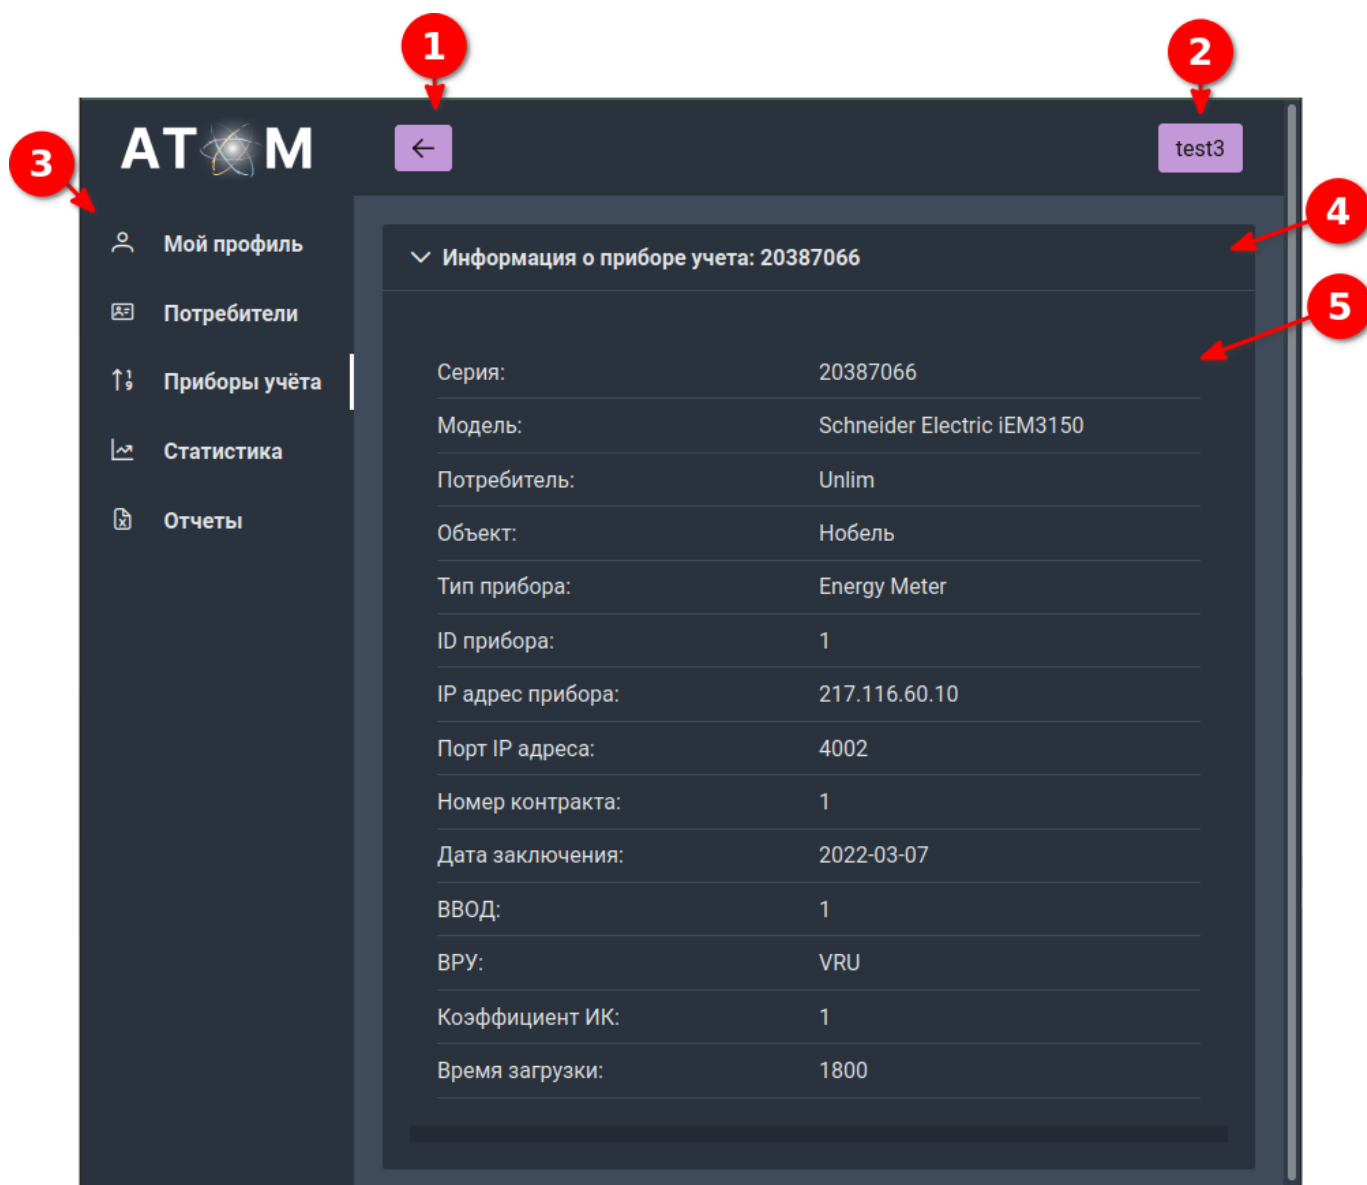 1
2
3
4
5
АТ M
test3
Мой профиль
Потребители
Приборы учёта
Статистика
Отчеты
Информация о приборе учета: 20387066
Серия: 20387066
Модель: Schneider Electric iEM3150
Потребитель: Unlim
Объект: Нобель
Тип прибора: Energy Meter
ID прибора: 1
IP адрес прибора: 217.116.60.10
Порт IP адреса: 4002
Номер контракта: 1
Дата заключения: 2022-03-07
ВВОД: 1
ВРУ: VRU
Коэффициент ИК: 1
Время загрузки: 1800